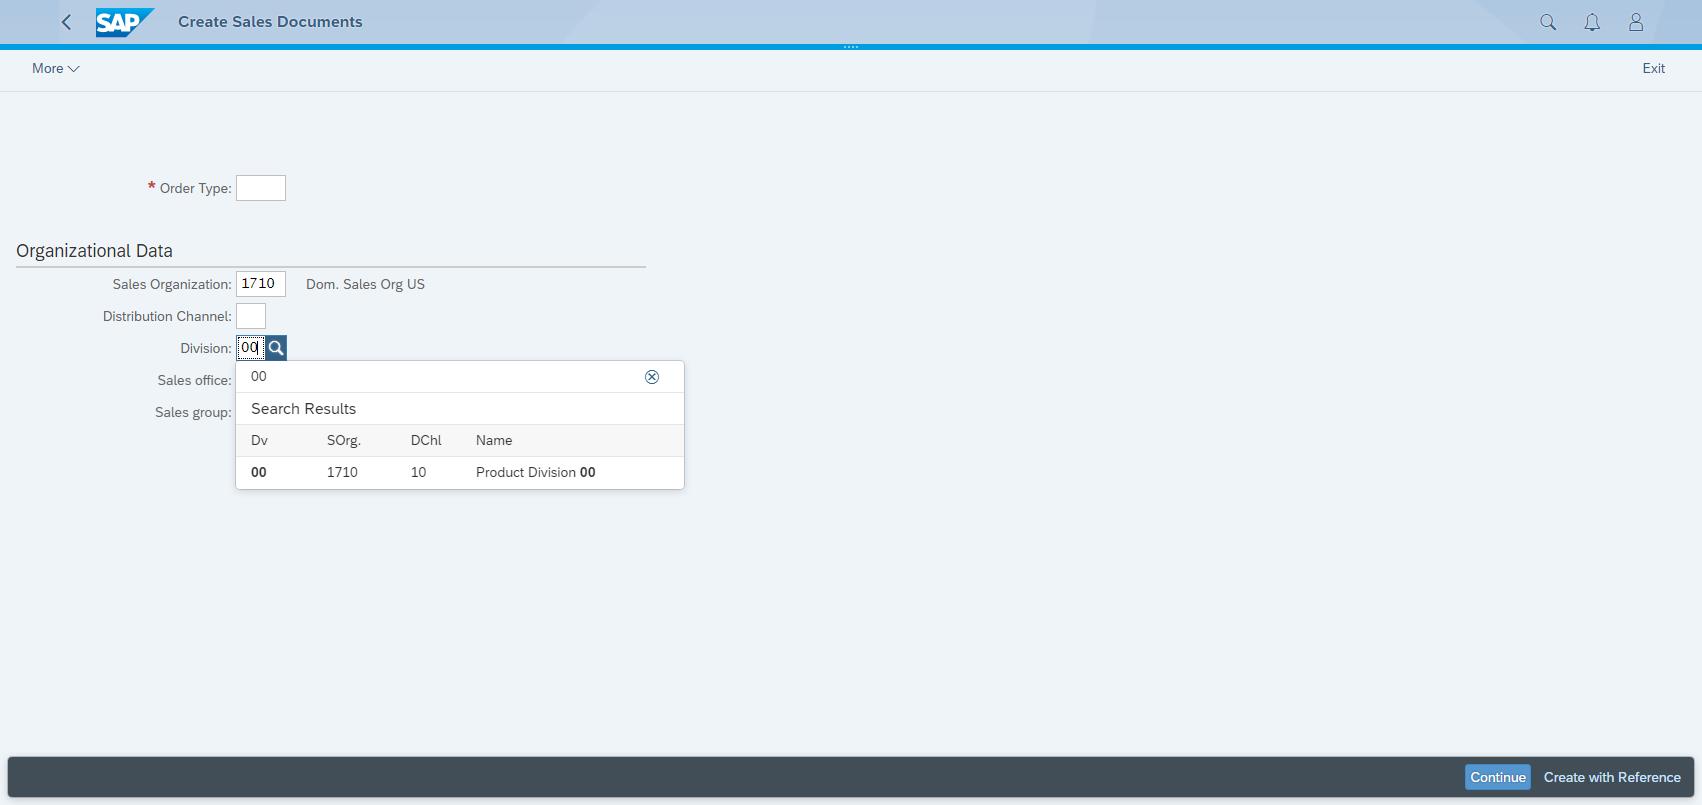 SAP Create Sales Documents
More Exit
* Order Type:
Organizational Data
Sales Organization: 1710 Dom. Sales Org US
Distribution Channel:
Division: 00
Sales office: 00
Search Results
Sales group:
Dv SOrg. DChl Name
00 1710 10 Product Division 00
Continue Create with Reference